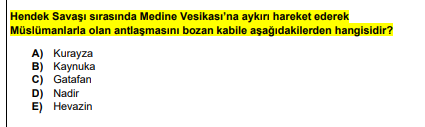 Hendek Savaşı sırasında Medine Vesikası'na aykırı hareket ederek
Müslümanlarla olan antlaşmasını bozan kabile aşağıdakilerden hangisidir?
A) Kurayza
B) Kaynuka
C) Gatafan
D) Nadir
E) Hevazin